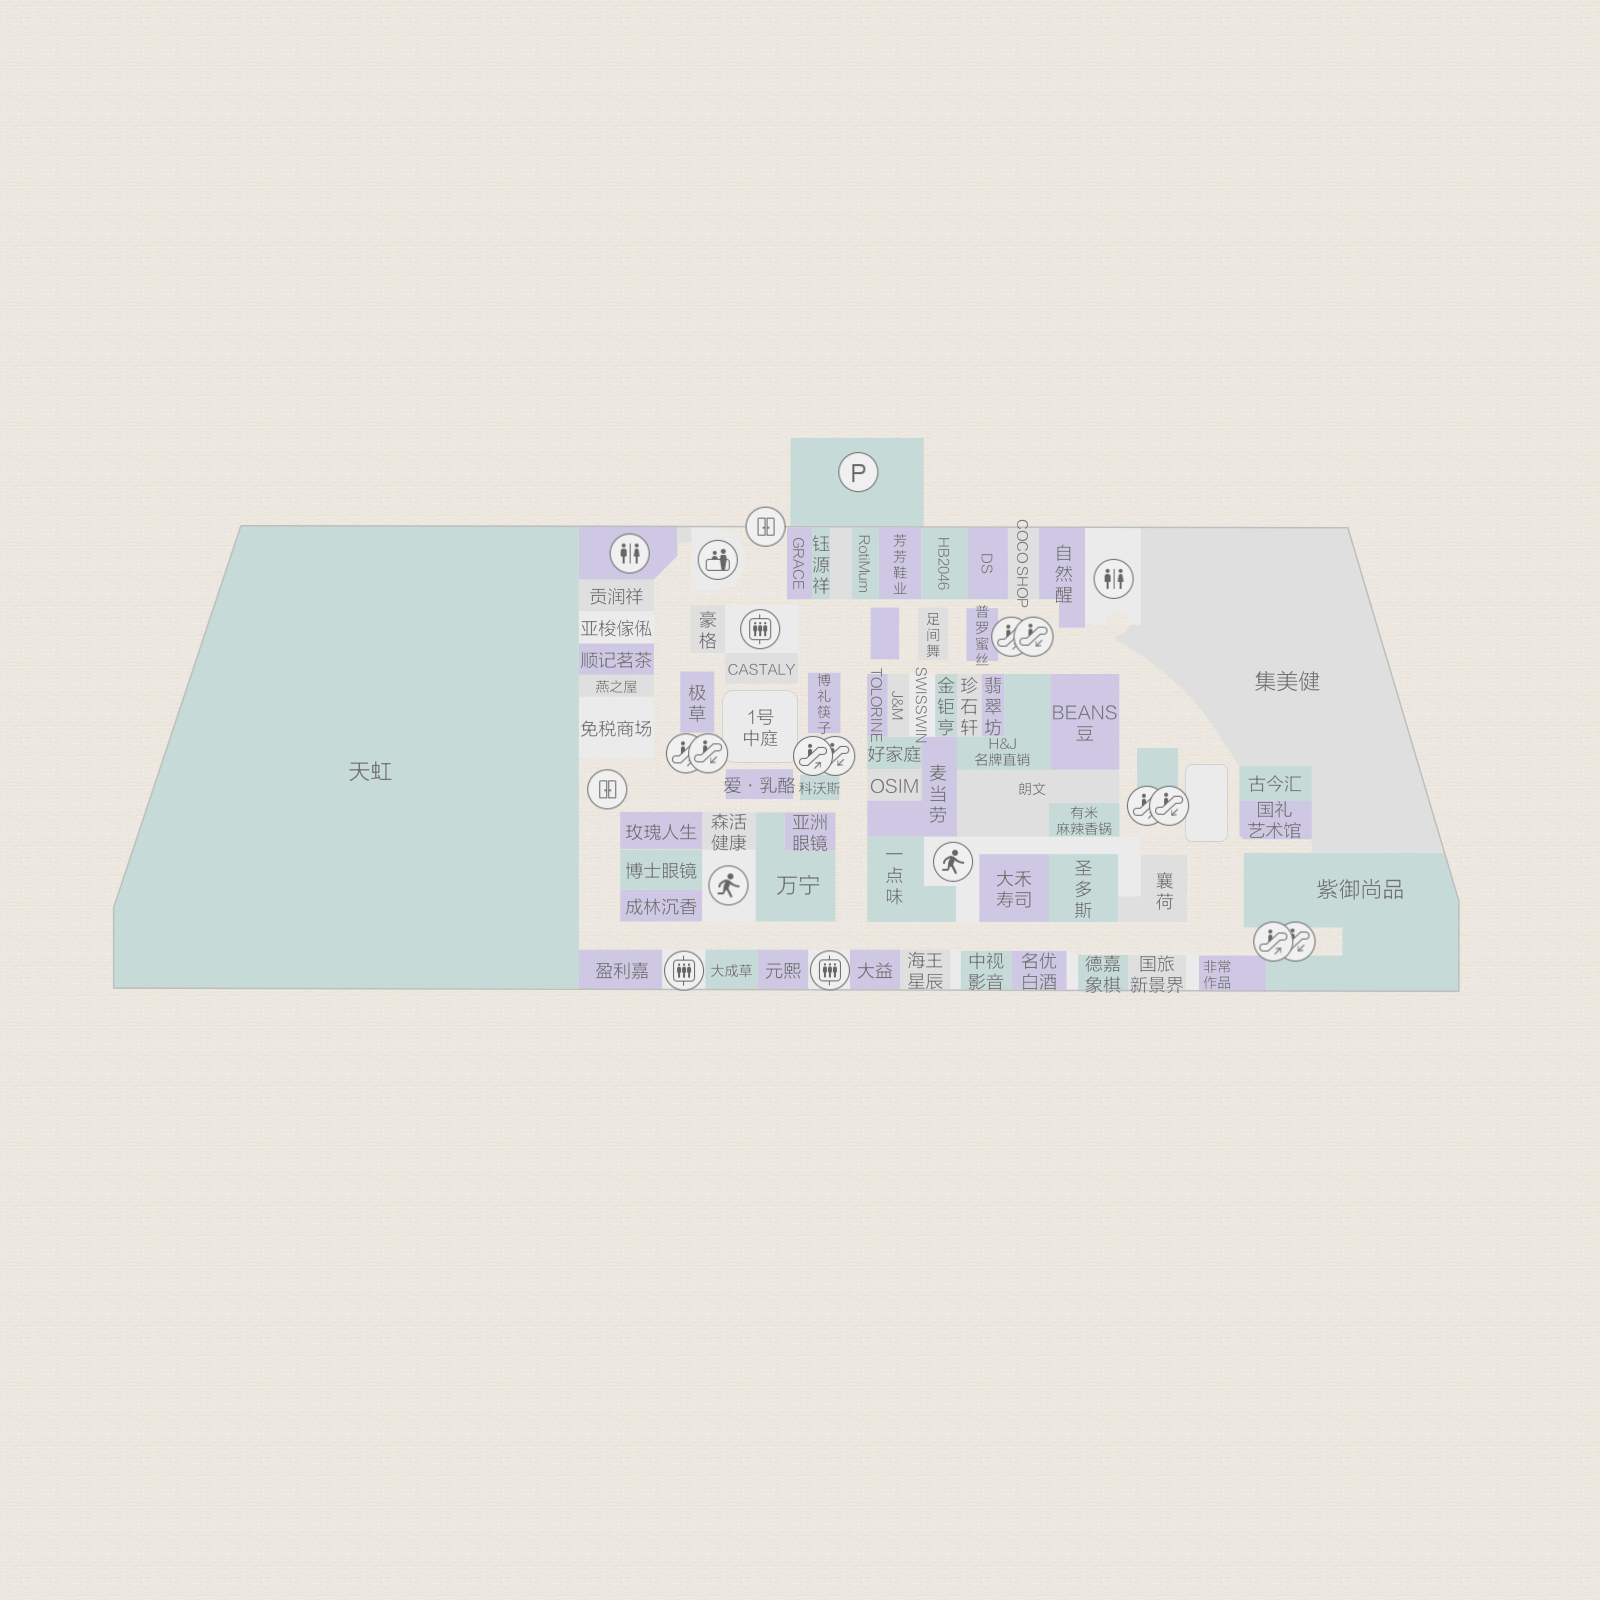 P
GRACE
钰源祥
RotiMum
芳芳鞋业
HB2046
DS
COCO SHOP
自然醒
贡润祥
亚梭傢俬
顺记茗茶
燕之屋
免税商场
豪格
CASTALY
足间舞
普罗蜜丝
集美健
极草
1号
中庭
博礼筷子
TOLORINE
J&M
SWISSWIN
金钜亨
珍石轩
翡翠坊
BEANS
豆
H&J
名牌直销
好家庭
天虹
爱·乳酪
科沃斯
OSIM
麦当劳
朗文
有米
麻辣香锅
古今汇
国礼
艺术馆
玫瑰人生
森活
健康
亚洲
眼镜
博士眼镜
万宁
成林沉香
一点味
大禾
寿司
圣多斯
襄荷
紫御尚品
盈利嘉
大成草
元熙
大益
海王
星辰
中视
影音
名优
白酒
德嘉
象棋
国旅
新景界
非常
作品